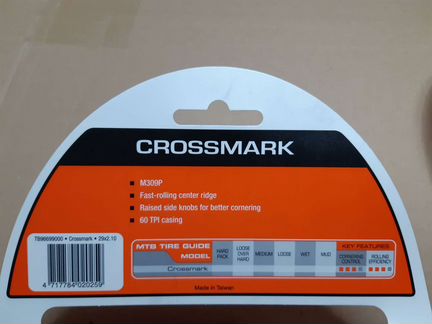 CROSSMARK
M309P
Fast-rolling center ridge
Raised side knobs for better cornering
60 TPI casing
TB96699000 • Crossmark • 29x2.10
4 717784 020259
MTB TIRE GUIDE
MODEL
HARD PACK
LOOSE OVER HARD
MEDIUM
LOOSE
WET
MUD
KEY FEATURES
CORNERING CONTROL
ROLLING EFFICIENCY
Crossmark
Made in Taiwan